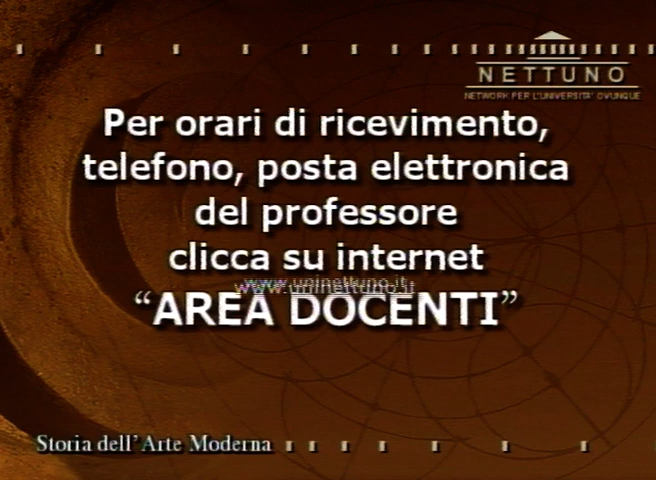 NETTUNO
NETWORK PER L'UNIVERSITA' OVUNQUE
Per orari di ricevimento,
telefono, posta elettronica
del professore
clicca su internet
www.uninettuno.it
“AREA DOCENTI”
Storia dell'Arte Moderna